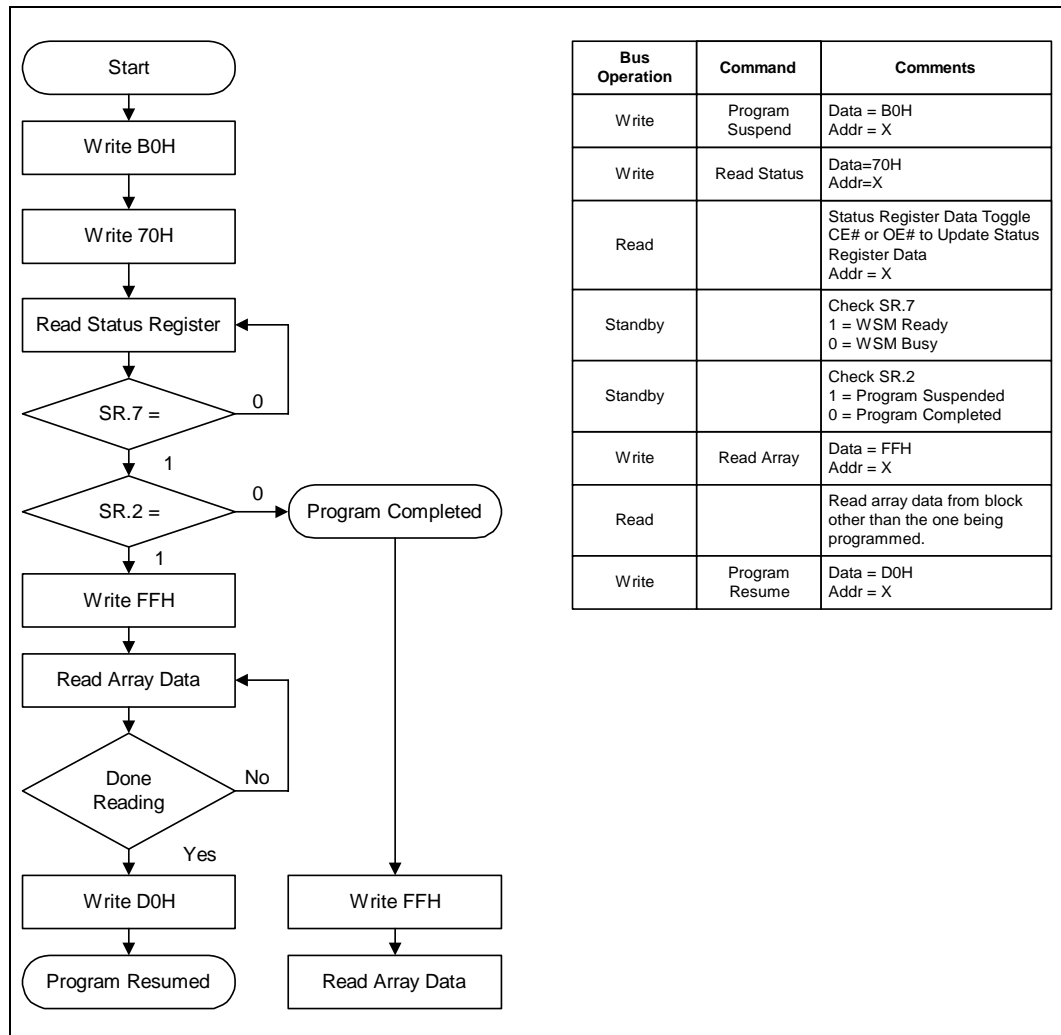 Start
Write B0H
Write 70H
Read Status Register
SR.7 =
0
1
SR.2 =
0
Program Completed
1
Write FFH
Read Array Data
Done
Reading
No
Yes
Write D0H
Write FFH
Program Resumed
Read Array Data
Bus
Operation
Command
Comments
Write
Program
Suspend
Data = B0H
Addr = X
Write
Read Status
Data=70H
Addr=X
Read
Status Register Data Toggle
CE# or OE# to Update Status
Register Data
Addr = X
Standby
Check SR.7
1 = WSM Ready
0 = WSM Busy
Standby
Check SR.2
1 = Program Suspended
0 = Program Completed
Write
Read Array
Data = FFH
Addr = X
Read
Read array data from block
other than the one being
programmed.
Write
Program
Resume
Data = D0H
Addr = X